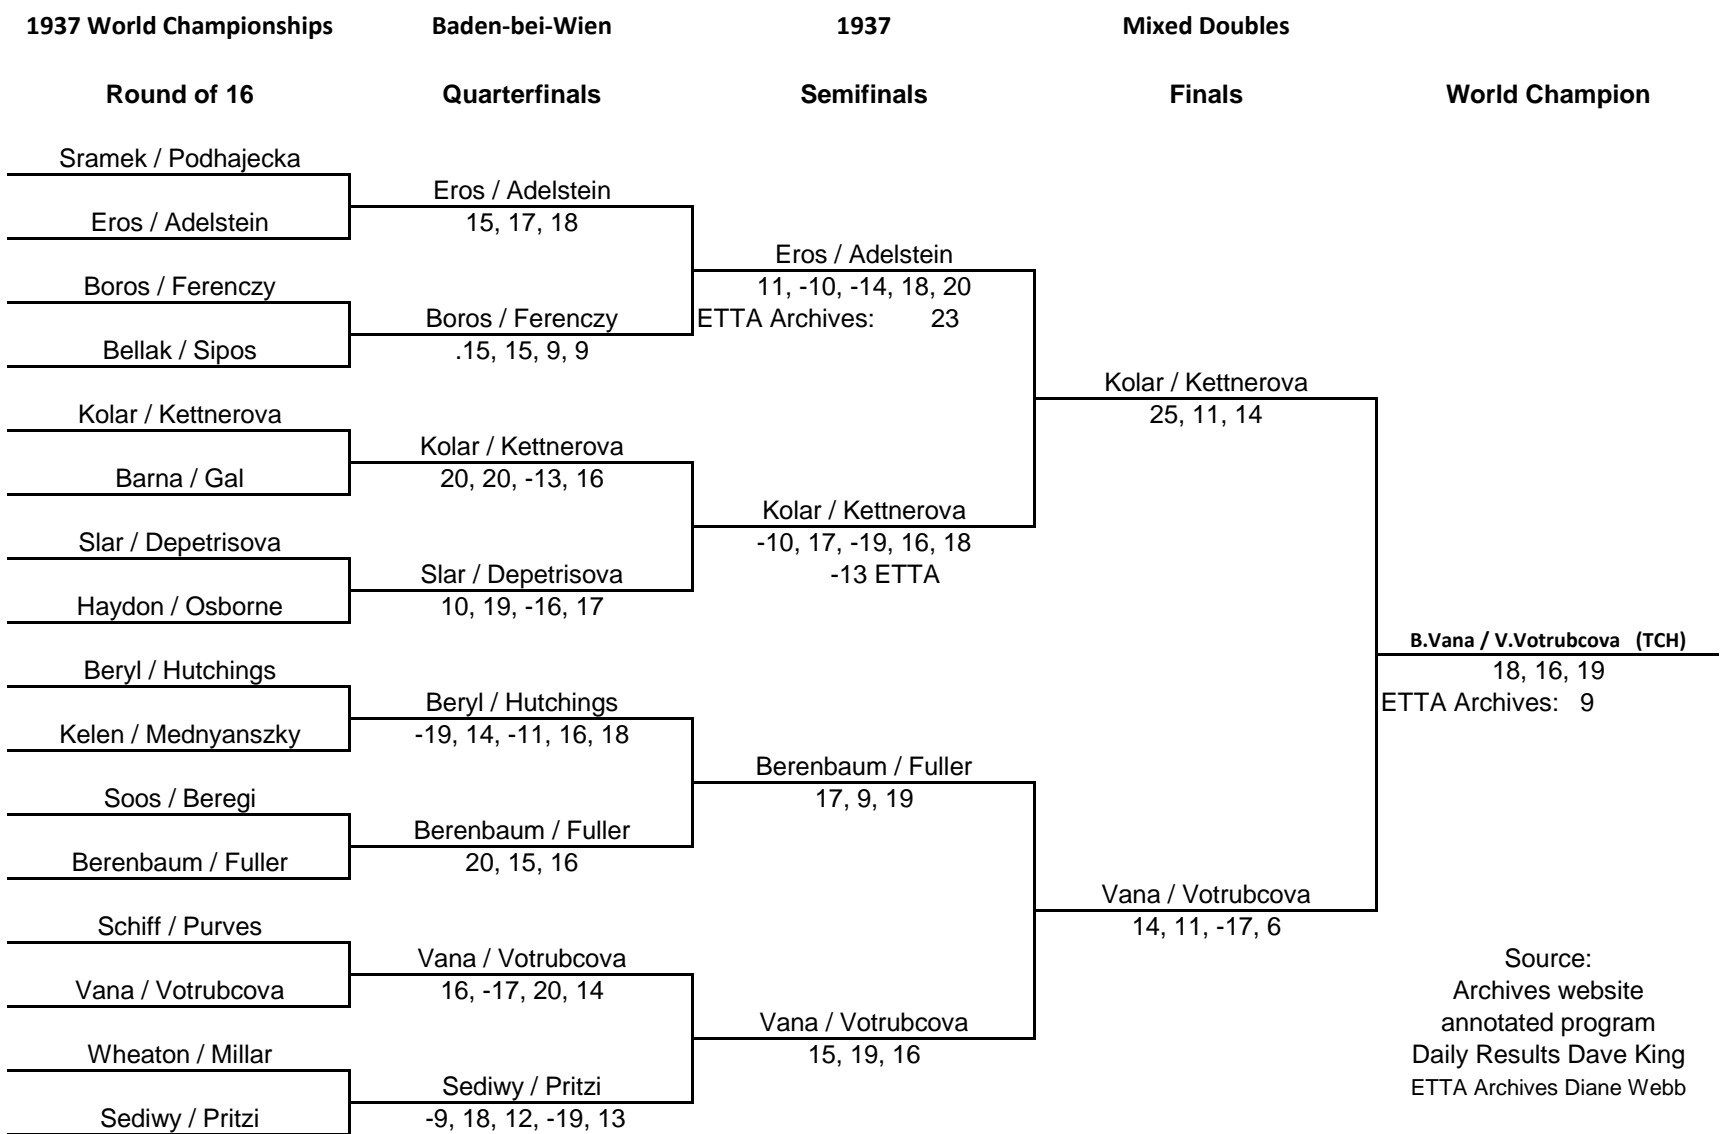 1937 World Championships Baden-bei-Wien 1937 Mixed Doubles
Round of 16 Quarterfinals Semifinals Finals World Champion
Sramek / Podhajecka
Eros / Adelstein
15, 17, 18
Eros / Adelstein
Eros / Adelstein
11, -10, -14, 18, 20
ETTA Archives: 23
Boros / Ferenczy
Boros / Ferenczy
.15, 15, 9, 9
Bellak / Sipos
Kolar / Kettnerova
25, 11, 14
Kolar / Kettnerova
Kolar / Kettnerova
20, 20, -13, 16
Barna / Gal
Kolar / Kettnerova
-10, 17, -19, 16, 18
-13 ETTA
Slar / Depetrisova
Slar / Depetrisova
10, 19, -16, 17
Haydon / Osborne
B.Vana / V.Votrubcova (TCH)
18, 16, 19
ETTA Archives: 9
Beryl / Hutchings
Beryl / Hutchings
-19, 14, -11, 16, 18
Kelen / Mednyanszky
Berenbaum / Fuller
17, 9, 19
Soos / Beregi
Berenbaum / Fuller
20, 15, 16
Berenbaum / Fuller
Vana / Votrubcova
14, 11, -17, 6
Schiff / Purves
Vana / Votrubcova
16, -17, 20, 14
Vana / Votrubcova
Vana / Votrubcova
15, 19, 16
Wheaton / Millar
Sediwy / Pritzi
-9, 18, 12, -19, 13
Sediwy / Pritzi
Source:
Archives website
annotated program
Daily Results Dave King
ETTA Archives Diane Webb